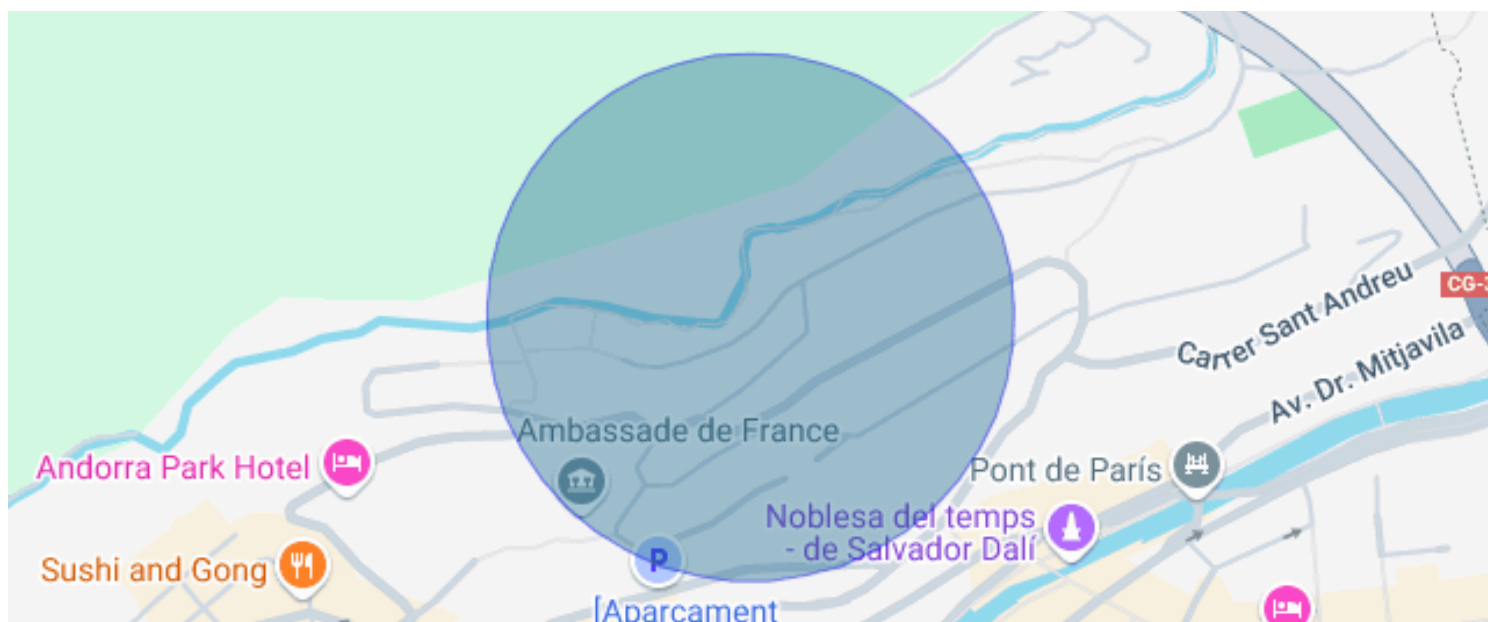 CG-3
Carrer Sant Andreu
Av. Dr. Mitjavila
Ambassade de France
Andorra Park Hotel
Pont de París
Noblesa del temps
- de Salvador Dalí
Sushi and Gong
P
[Aparcament